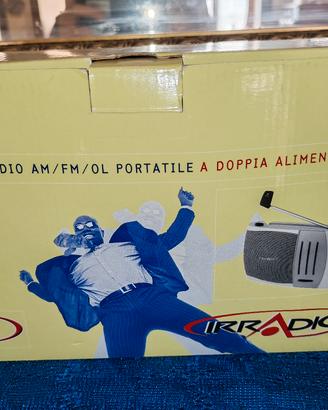 DIO AM/FM/OL PORTATILE A DOPPIA ALIMEN
IRRADIO